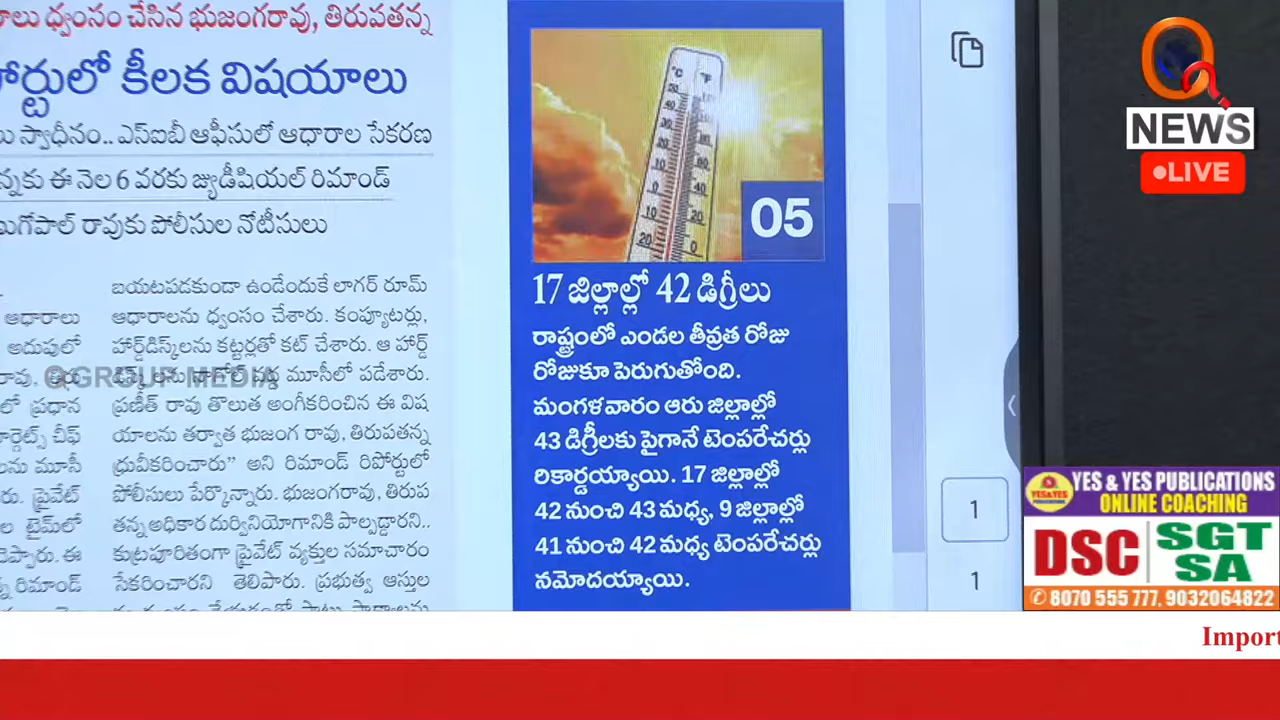 ధ్వంసం చేసిన భుజంగరావు, తిరుపతన్న
కీలక విషయాలు
స్వాధీనం.. ఎస్ఐబీ ఆఫీసులో ఆధారాల సేకరణ
ఈ నెల 6 వరకు జ్యుడీషియల్ రిమాండ్
రావుకు పోలీసుల నోటీసులు
ఆధారాలు
అదుపులో
ప్రధాన
చీఫ్
మూసీ
ప్రైవేట్
టైమ్‌లో
ఈ
రిమాండ్
బయటపడకుండా ఉండేందుకే లాగర్ రూమ్
ఆధారాలను ధ్వంసం చేశారు. కంప్యూటర్లు,
హార్డ్‌డిస్క్‌లను కట్టర్లతో కట్ చేశారు. ఆ హార్డ్
మూసీలో పడేశారు.
ప్రణీత్ రావు తొలుత అంగీకరించిన ఈ విష
యాలను తర్వాత భుజంగ రావు, తిరుపతన్న
ధ్రువీకరించారు” అని రిమాండ్ రిపోర్టులో
పోలీసులు పేర్కొన్నారు. భుజంగరావు, తిరుప
తన్న అధికార దుర్వినియోగానికి పాల్పడ్డారని..
కుట్రపూరితంగా ప్రైవేట్ వ్యక్తుల సమాచారం
సేకరించారని తెలిపారు. ప్రభుత్వ ఆస్తుల
QGROUP MEDIA
°C °F
05
17 జిల్లాల్లో 42 డిగ్రీలు
రాష్ట్రంలో ఎండల తీవ్రత రోజు
రోజుకూ పెరుగుతోంది.
మంగళవారం ఆరు జిల్లాల్లో
43 డిగ్రీలకు పైగానే టెంపరేచర్లు
రికార్డయ్యాయి. 17 జిల్లాల్లో
42 నుంచి 43 మధ్య, 9 జిల్లాల్లో
41 నుంచి 42 మధ్య టెంపరేచర్లు
నమోదయ్యాయి.
1
1
Q
NEWS
LIVE
YES & YES PUBLICATIONS
ONLINE COACHING
DSC
SGT
SA
8070 555 777, 9032064822
Import